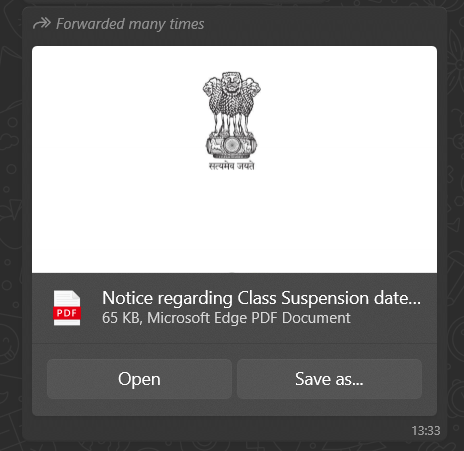 Forwarded many times
सत्यमेव जयते
Notice regarding Class Suspension date...
PDF
65 KB, Microsoft Edge PDF Document
Open
Save as...
13:33